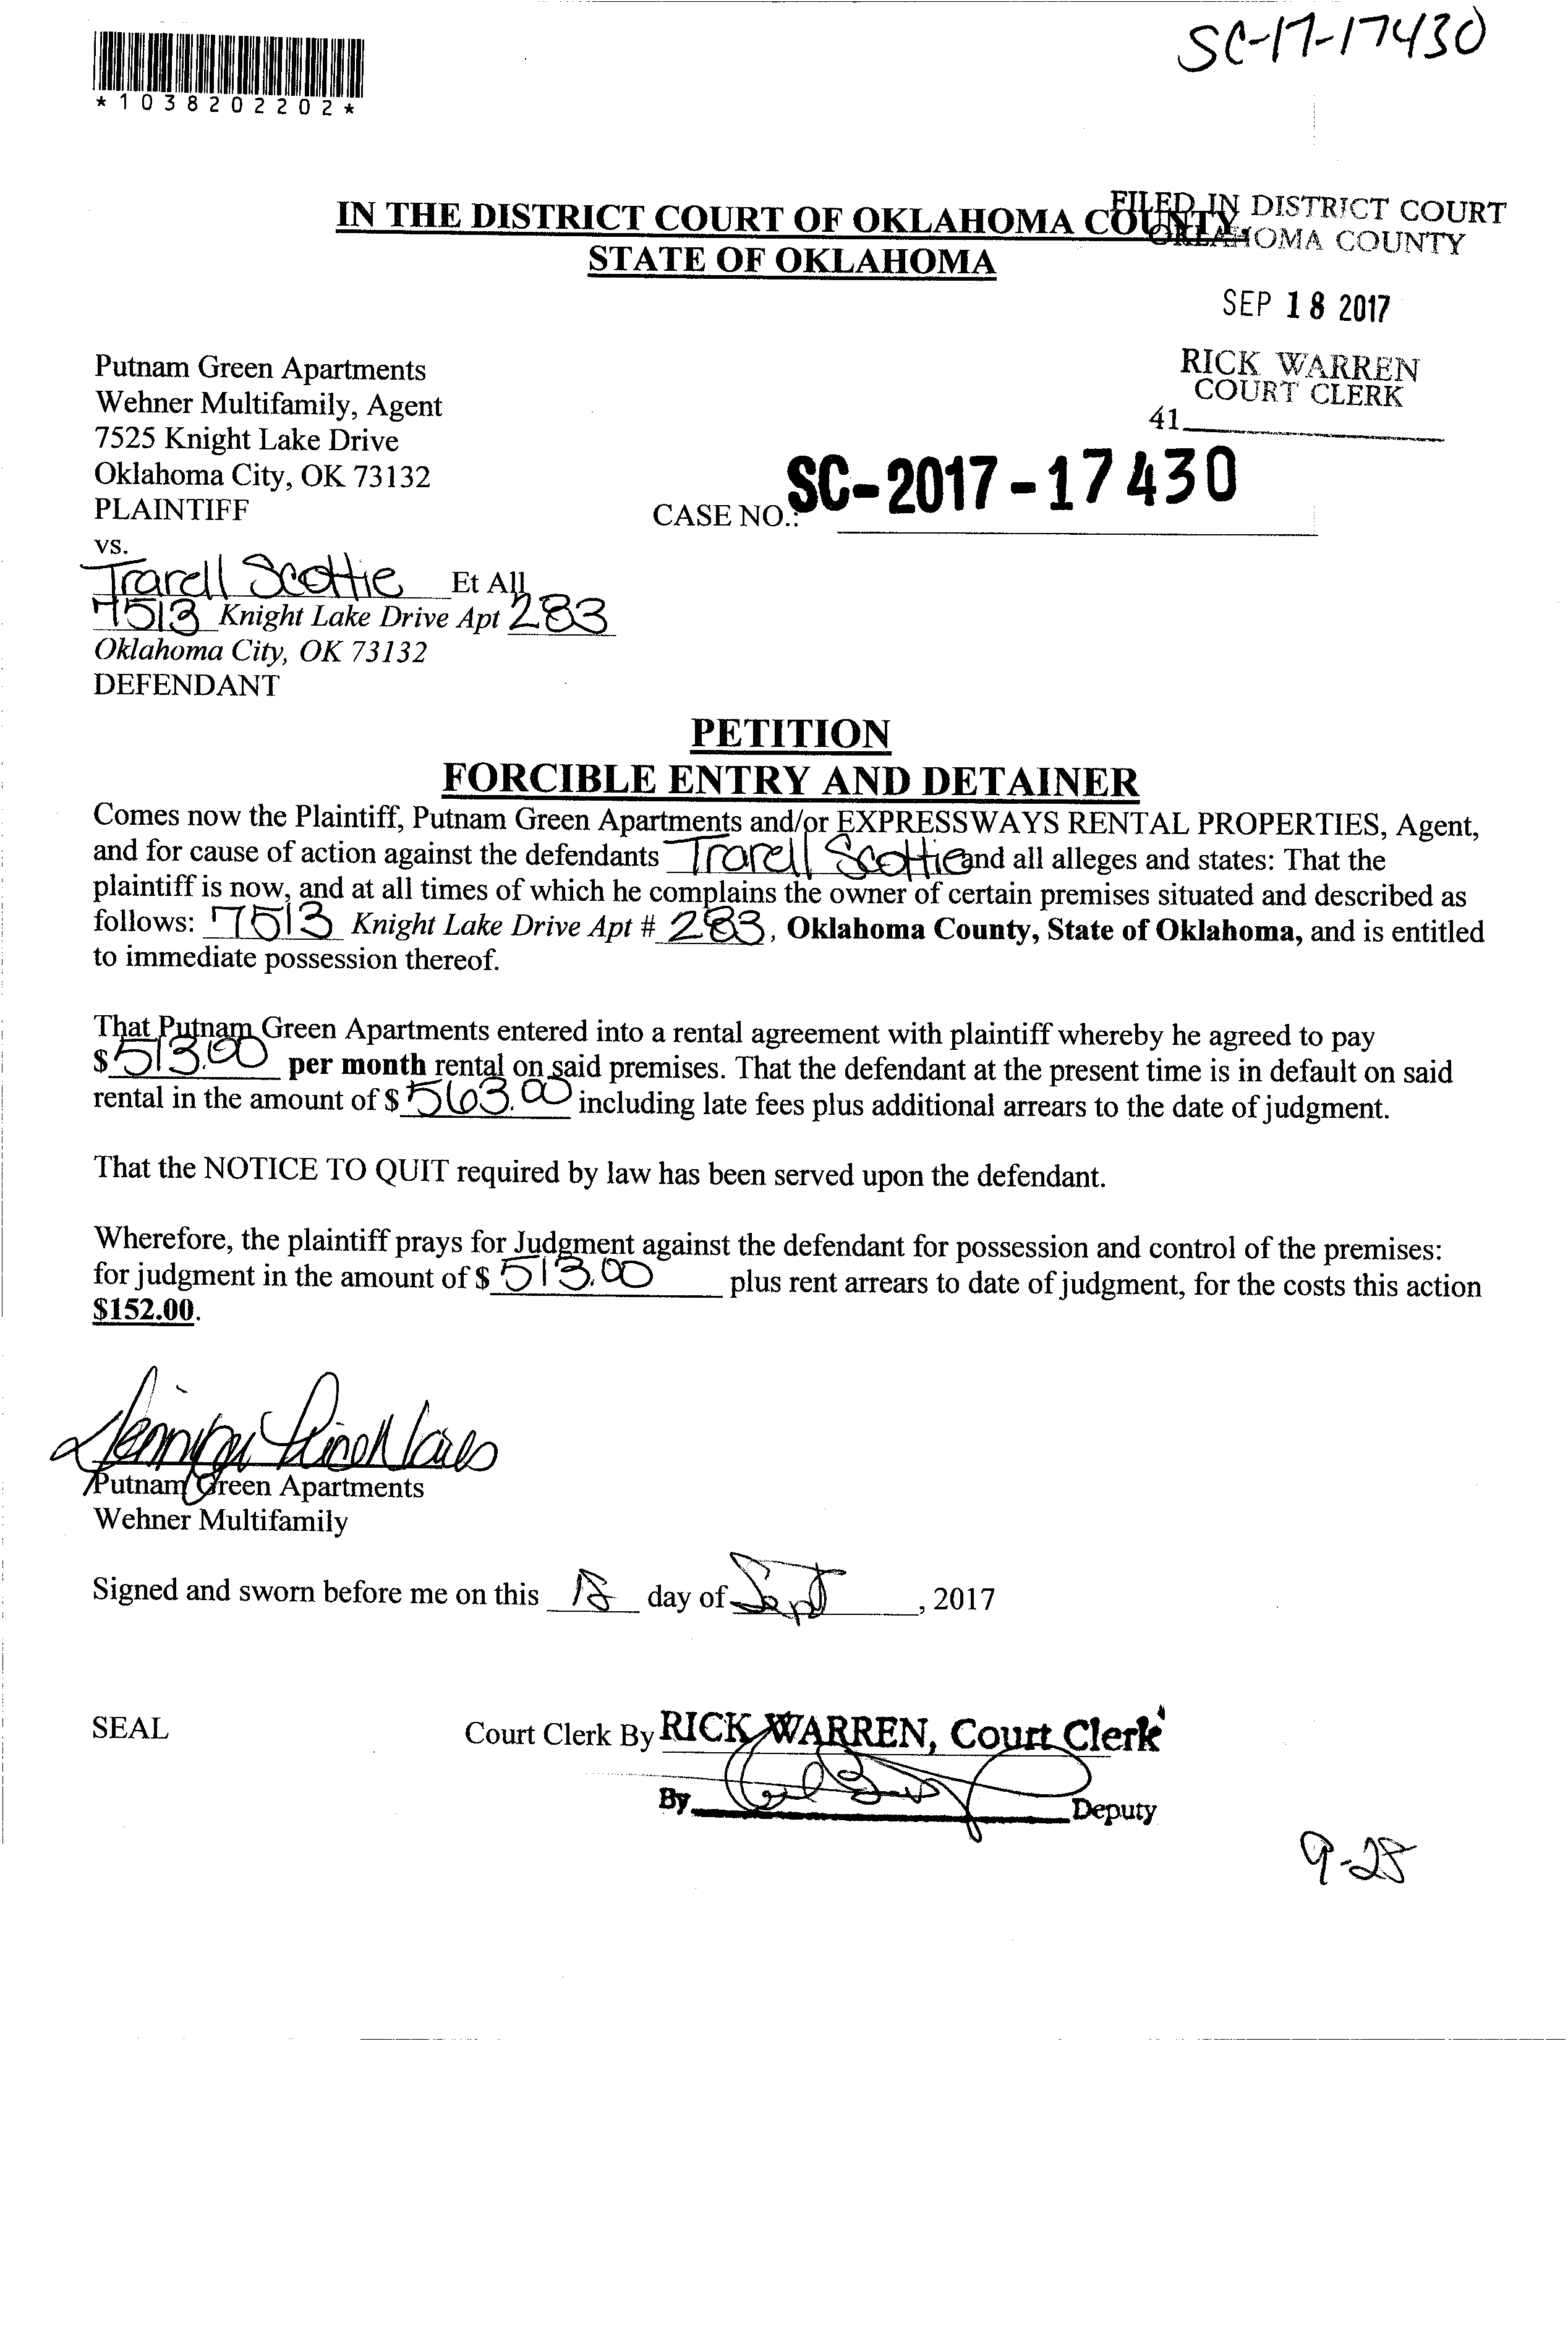 SC-17-17430
*1038202202*
IN THE DISTRICT COURT OF OKLAHOMA COUNTY
STATE OF OKLAHOMA
FILED IN DISTRICT COURT
OKLAHOMA COUNTY
SEP 18 2017
RICK WARREN
COURT CLERK
41
Putnam Green Apartments
Wehner Multifamily, Agent
7525 Knight Lake Drive
Oklahoma City, OK 73132
PLAINTIFF
CASE NO.: SC-2017-17430
vs.
Trarell Scottie Et All
7513 Knight Lake Drive Apt 283
Oklahoma City, OK 73132
DEFENDANT
PETITION
FORCIBLE ENTRY AND DETAINER
Comes now the Plaintiff, Putnam Green Apartments and/or EXPRESSWAYS RENTAL PROPERTIES, Agent,
and for cause of action against the defendants Trarell Scottie and all alleges and states: That the
plaintiff is now, and at all times of which he complains the owner of certain premises situated and described as
follows: 7513 Knight Lake Drive Apt # 283, Oklahoma County, State of Oklahoma, and is entitled
to immediate possession thereof.
That Putnam Green Apartments entered into a rental agreement with plaintiff whereby he agreed to pay
$513.00 per month rental on said premises. That the defendant at the present time is in default on said
rental in the amount of $563.00 including late fees plus additional arrears to the date of judgment.
That the NOTICE TO QUIT required by law has been served upon the defendant.
Wherefore, the plaintiff prays for Judgment against the defendant for possession and control of the premises:
for judgment in the amount of $513.00 plus rent arrears to date of judgment, for the costs this action
$152.00.
Putnam Green Apartments
Wehner Multifamily
Signed and sworn before me on this 18 day of Sept, 2017
SEAL
Court Clerk By RICK WARREN, Court Clerk
By Deputy
9-28